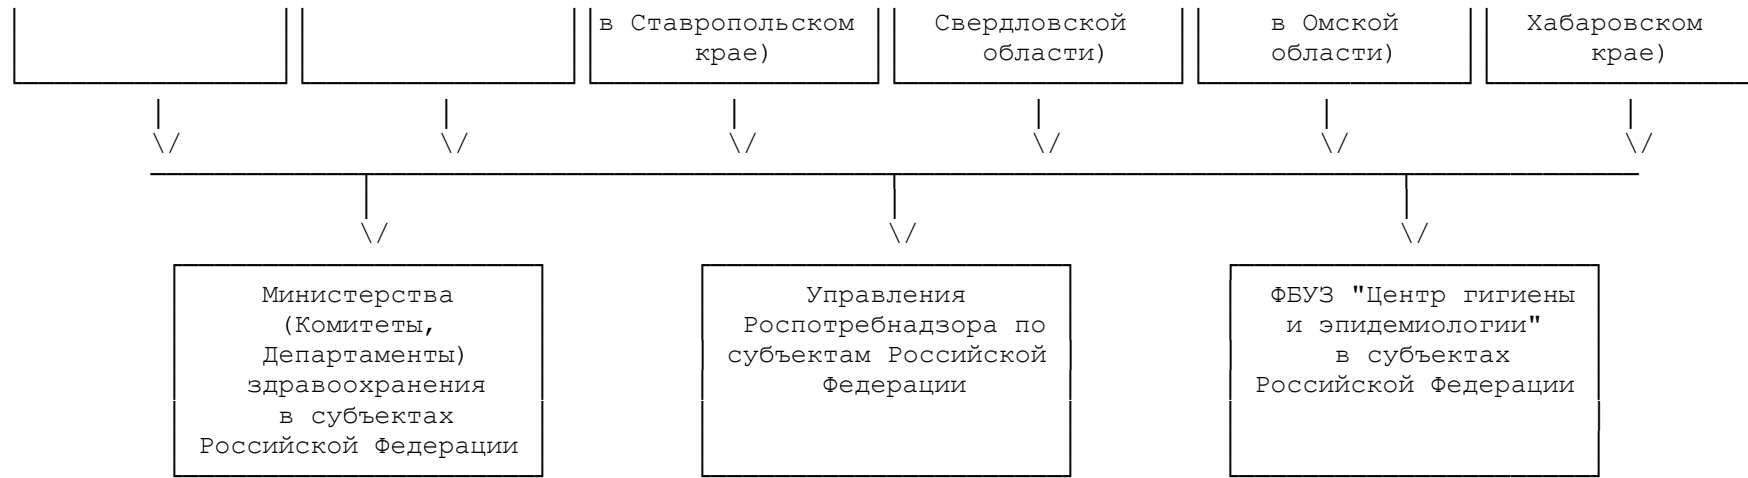 в Ставропольском
крае)
Свердловской
области)
в Омской
области)
Хабаровском
крае)
Министерства
(Комитеты,
Департаменты)
здравоохранения
в субъектах
Российской Федерации
Управления
Роспотребнадзора по
субъектам Российской
Федерации
ФБУЗ "Центр гигиены
и эпидемиологии"
в субъектах
Российской Федерации